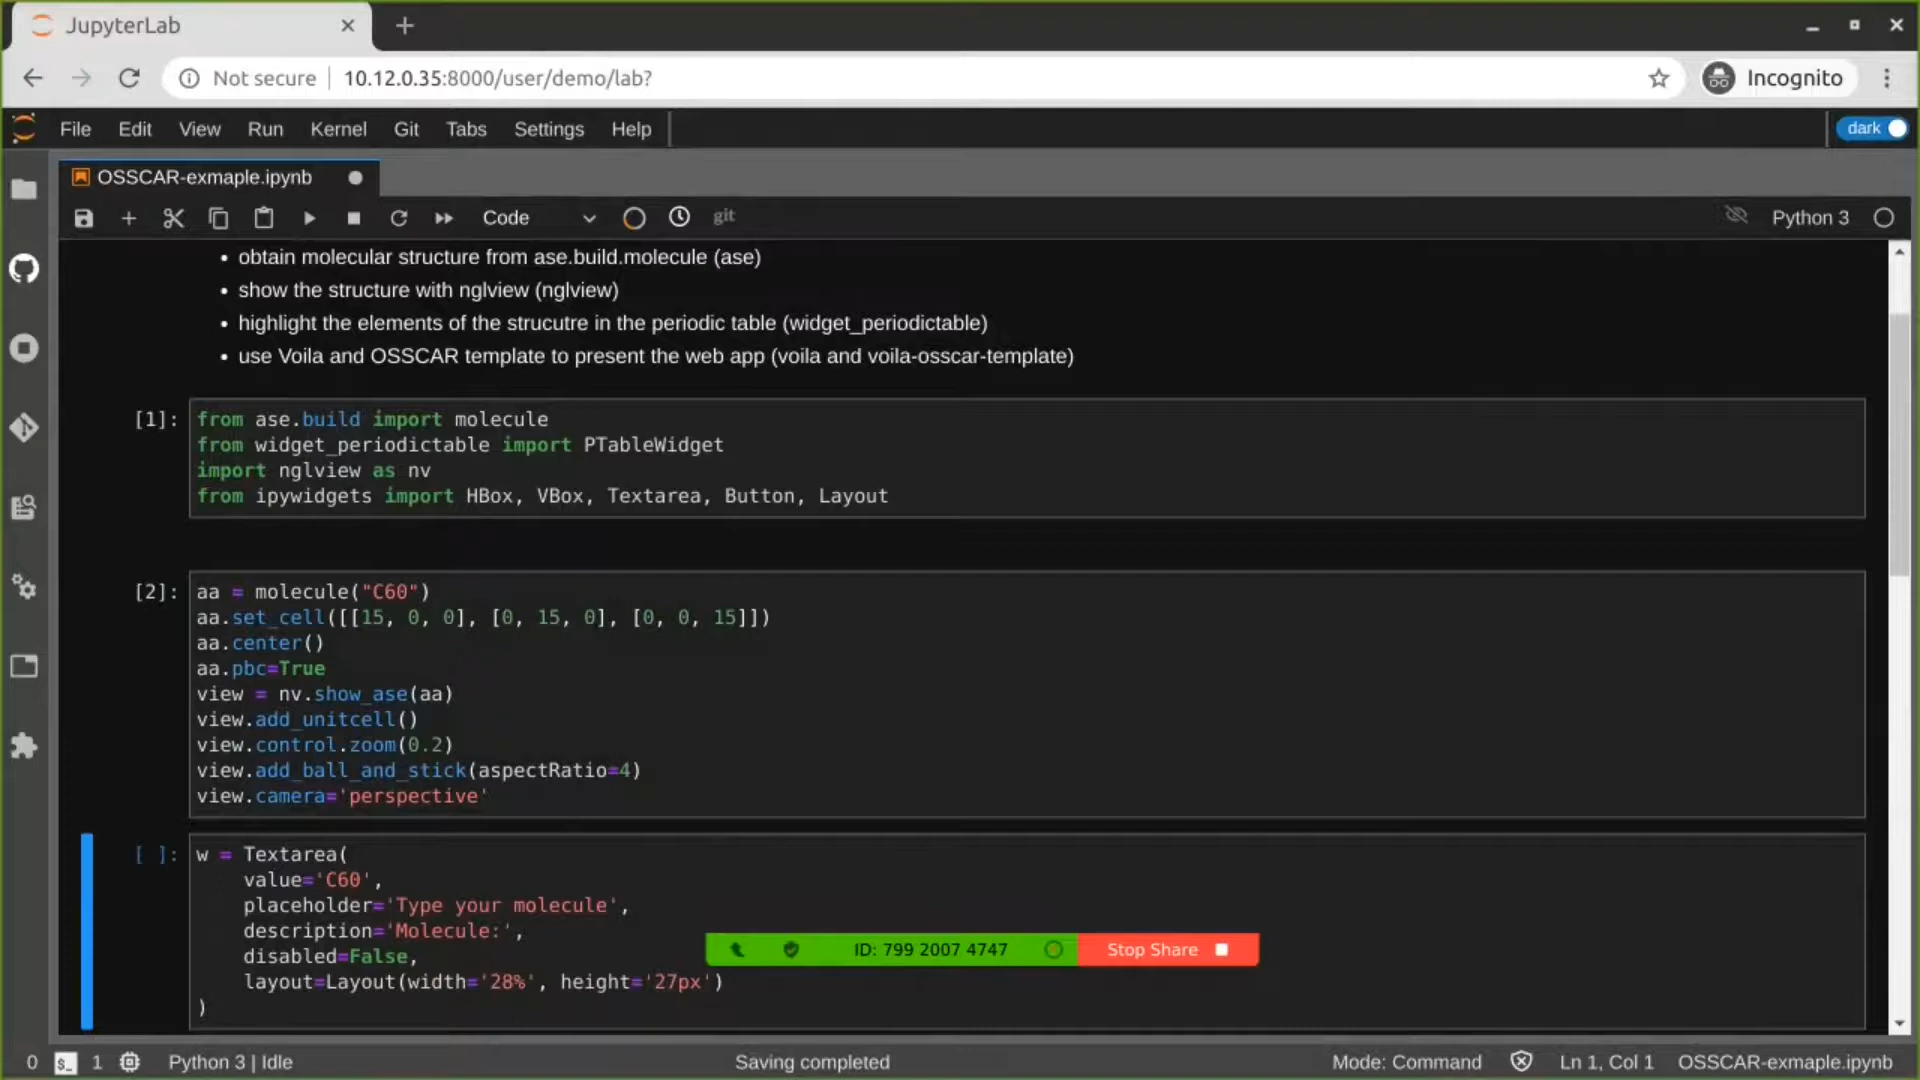 JupyterLab
Not secure
10.12.0.35:8000/user/demo/lab?
Incognito
File Edit View Run Kernel Git Tabs Settings Help
dark
OSSCAR-exmaple.ipynb
Code
git
Python 3
• obtain molecular structure from ase.build.molecule (ase)
• show the structure with nglview (nglview)
• highlight the elements of the strucutre in the periodic table (widget_periodictable)
• use Voila and OSSCAR template to present the web app (voila and voila-osscar-template)
[1]:
from ase.build import molecule
from widget_periodictable import PTableWidget
import nglview as nv
from ipywidgets import HBox, VBox, Textarea, Button, Layout
[2]:
aa = molecule("C60")
aa.set_cell([[15, 0, 0], [0, 15, 0], [0, 0, 15]])
aa.center()
aa.pbc=True
view = nv.show_ase(aa)
view.add_unitcell()
view.control.zoom(0.2)
view.add_ball_and_stick(aspectRatio=4)
view.camera='perspective'
[ ]:
w = Textarea(
value='C60',
placeholder='Type your molecule',
description='Molecule:',
disabled=False,
layout=Layout(width='28%', height='27px')
)
ID: 799 2007 4747
Stop Share
0 $_ 1 Python 3 | Idle
Saving completed
Mode: Command
Ln 1, Col 1
OSSCAR-exmaple.ipynb